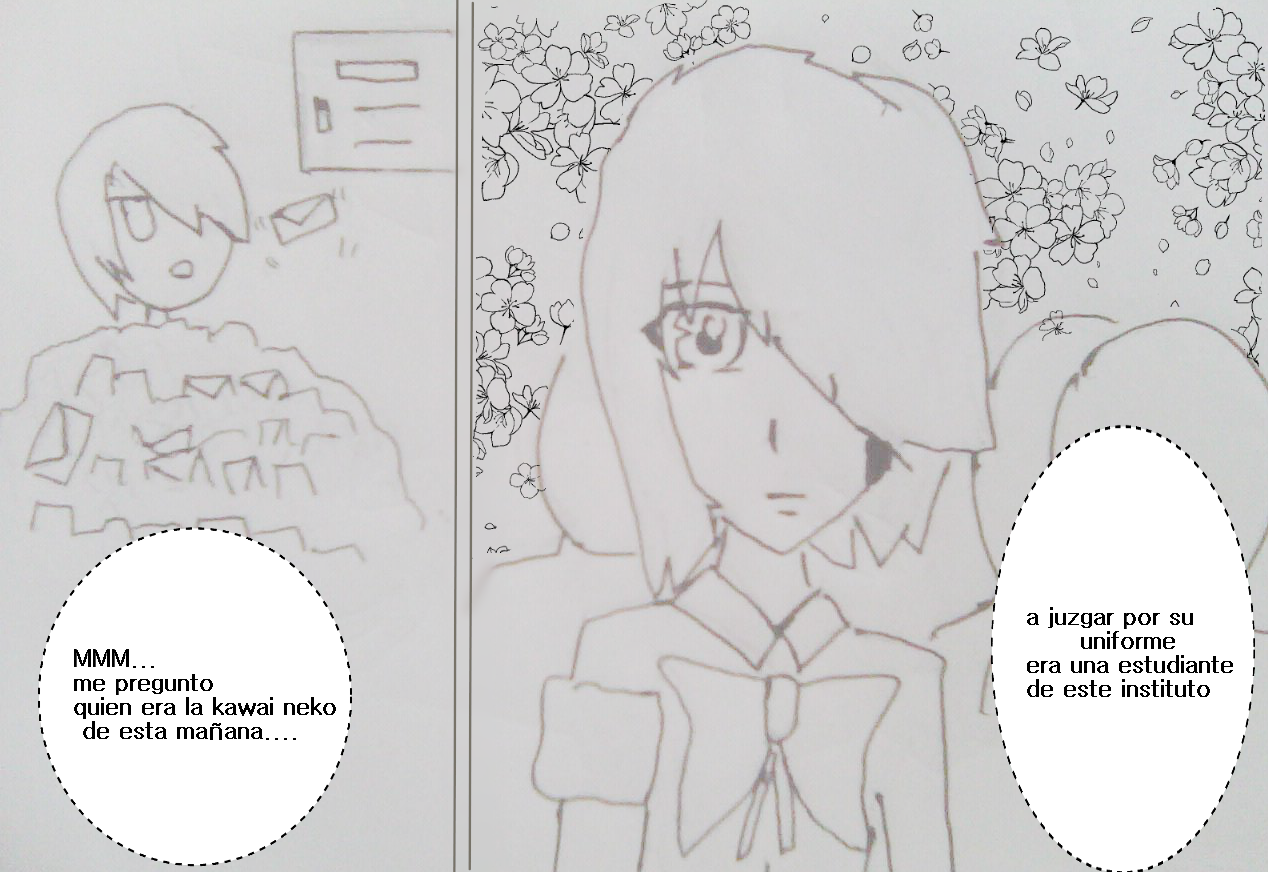 MMM...
me pregunto
quien era la kawai neko
de esta mañana....
a juzgar por su
uniforme
era una estudiante
de este instituto